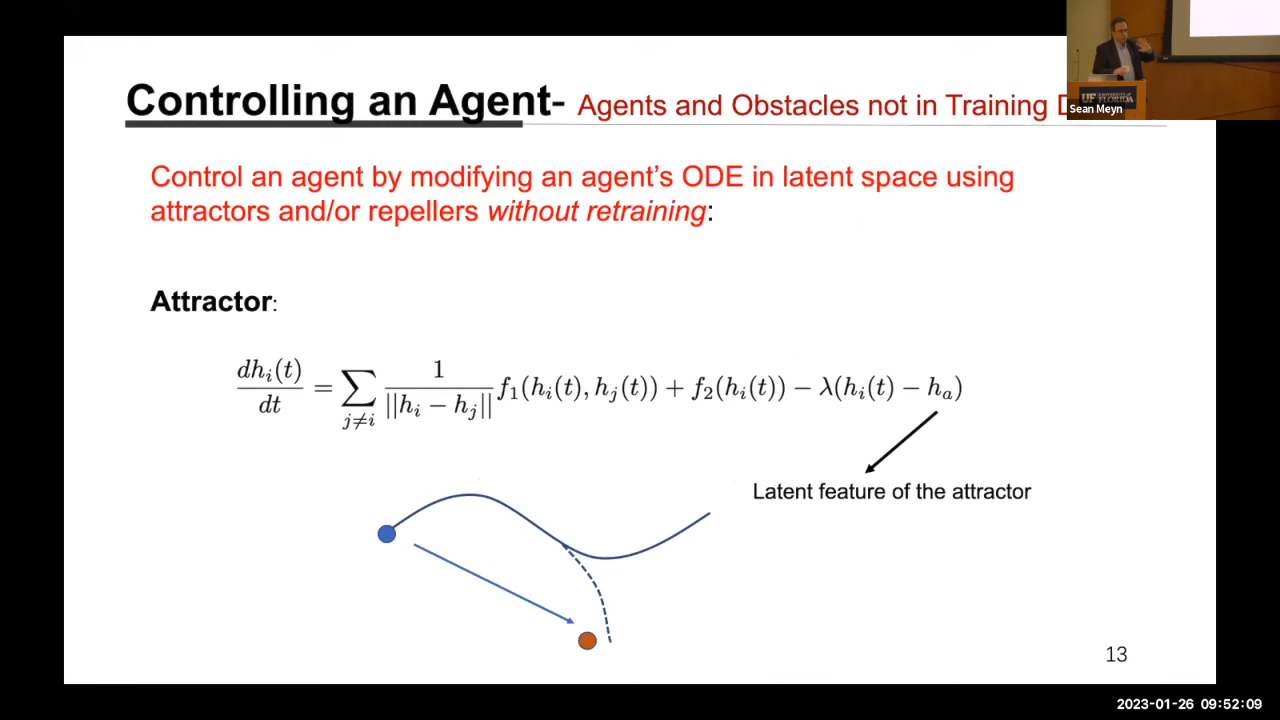 Controlling an Agent- Agents and Obstacles not in Training
Sean Meyn
UF FLORIDA
Control an agent by modifying an agent's ODE in latent space using
attractors and/or repellers without retraining:
Attractor:
dh_i(t)/dt = ∑_{j≠i} 1/||h_i − h_j|| f_1(h_i(t), h_j(t)) + f_2(h_i(t)) − λ(h_i(t) − h_a)
Latent feature of the attractor
13
2023-01-26 09:52:09